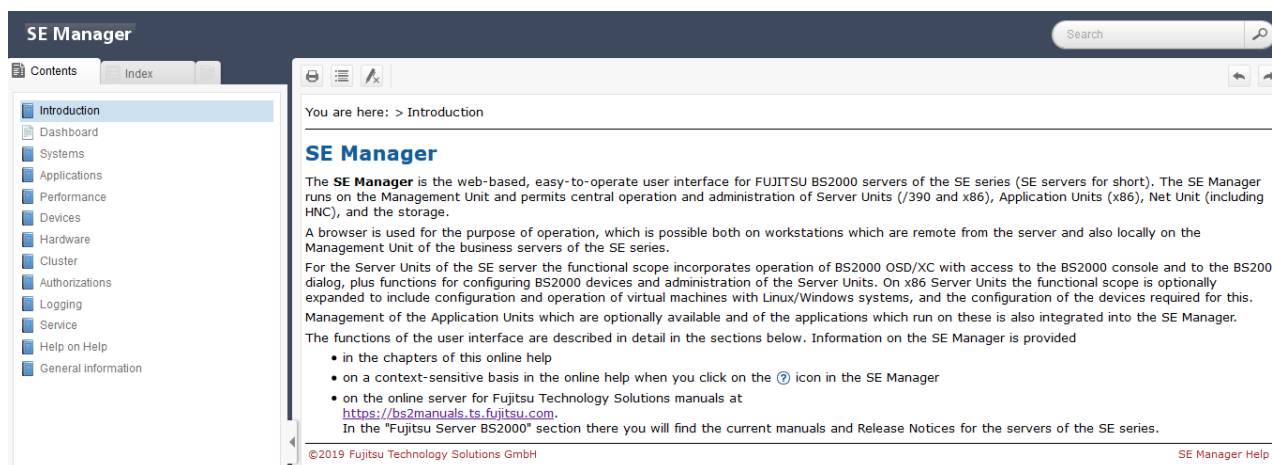 SE Manager
Search
Contents
Index
Introduction
Dashboard
Systems
Applications
Performance
Devices
Hardware
Cluster
Authorizations
Logging
Service
Help on Help
General information
You are here: > Introduction
SE Manager
The SE Manager is the web-based, easy-to-operate user interface for FUJITSU BS2000 servers of the SE series (SE servers for short). The SE Manager
runs on the Management Unit and permits central operation and administration of Server Units (/390 and x86), Application Units (x86), Net Unit (including
HNC), and the storage.
A browser is used for the purpose of operation, which is possible both on workstations which are remote from the server and also locally on the
Management Unit of the business servers of the SE series.
For the Server Units of the SE server the functional scope incorporates operation of BS2000 OSD/XC with access to the BS2000 console and to the BS200
dialog, plus functions for configuring BS2000 devices and administration of the Server Units. On x86 Server Units the functional scope is optionally
expanded to include configuration and operation of virtual machines with Linux/Windows systems, and the configuration of the devices required for this.
Management of the Application Units which are optionally available and of the applications which run on these is also integrated into the SE Manager.
The functions of the user interface are described in detail in the sections below. Information on the SE Manager is provided
• in the chapters of this online help
• on a context-sensitive basis in the online help when you click on the ? icon in the SE Manager
• on the online server for Fujitsu Technology Solutions manuals at
https://bs2manuals.ts.fujitsu.com.
In the "Fujitsu Server BS2000" section there you will find the current manuals and Release Notices for the servers of the SE series.
©2019 Fujitsu Technology Solutions GmbH
SE Manager Help